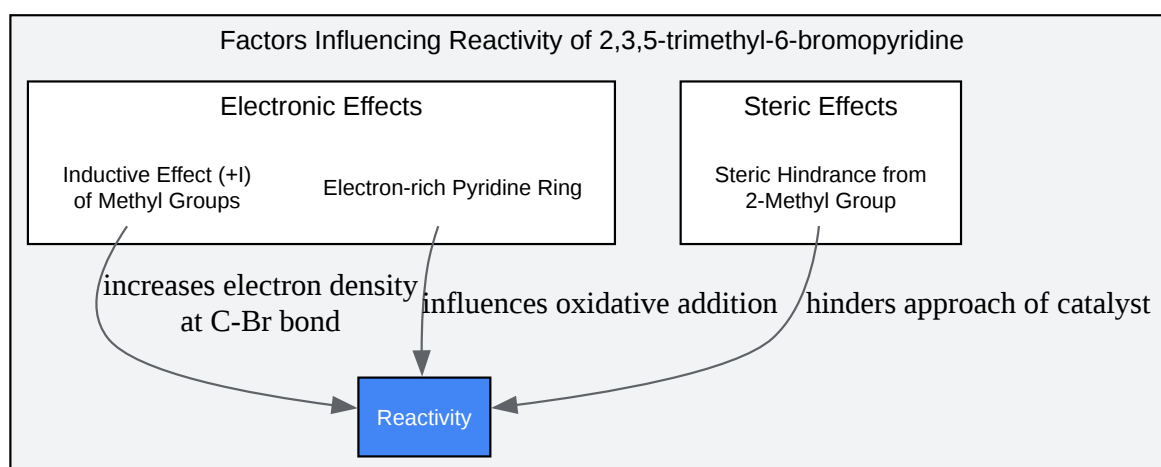 Factors Influencing Reactivity of 2,3,5-trimethyl-6-bromopyridine
Electronic Effects
Inductive Effect (+I)
of Methyl Groups
Electron-rich Pyridine Ring
Steric Effects
Steric Hindrance from
2-Methyl Group
increases electron density
at C-Br bond
influences oxidative addition
hinders approach of catalyst
Reactivity